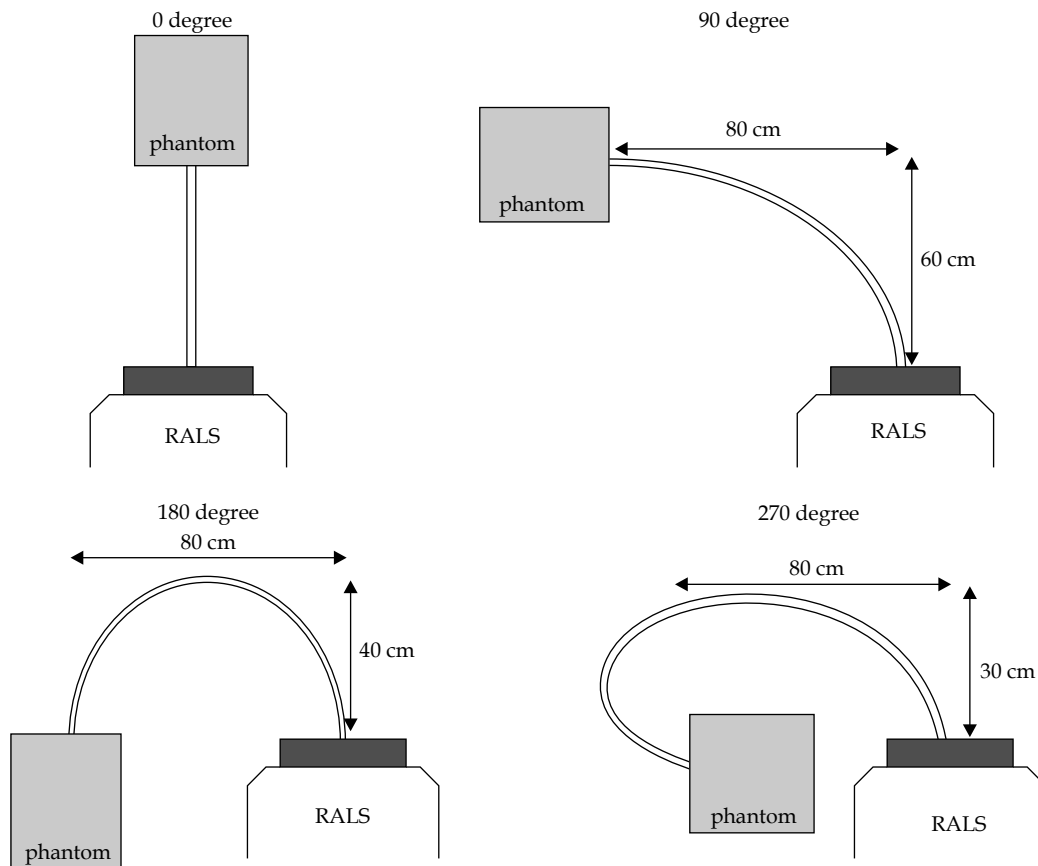 0 degree
phantom
RALS
90 degree
80 cm
phantom
60 cm
RALS
180 degree
80 cm
40 cm
phantom
RALS
270 degree
80 cm
30 cm
phantom
RALS